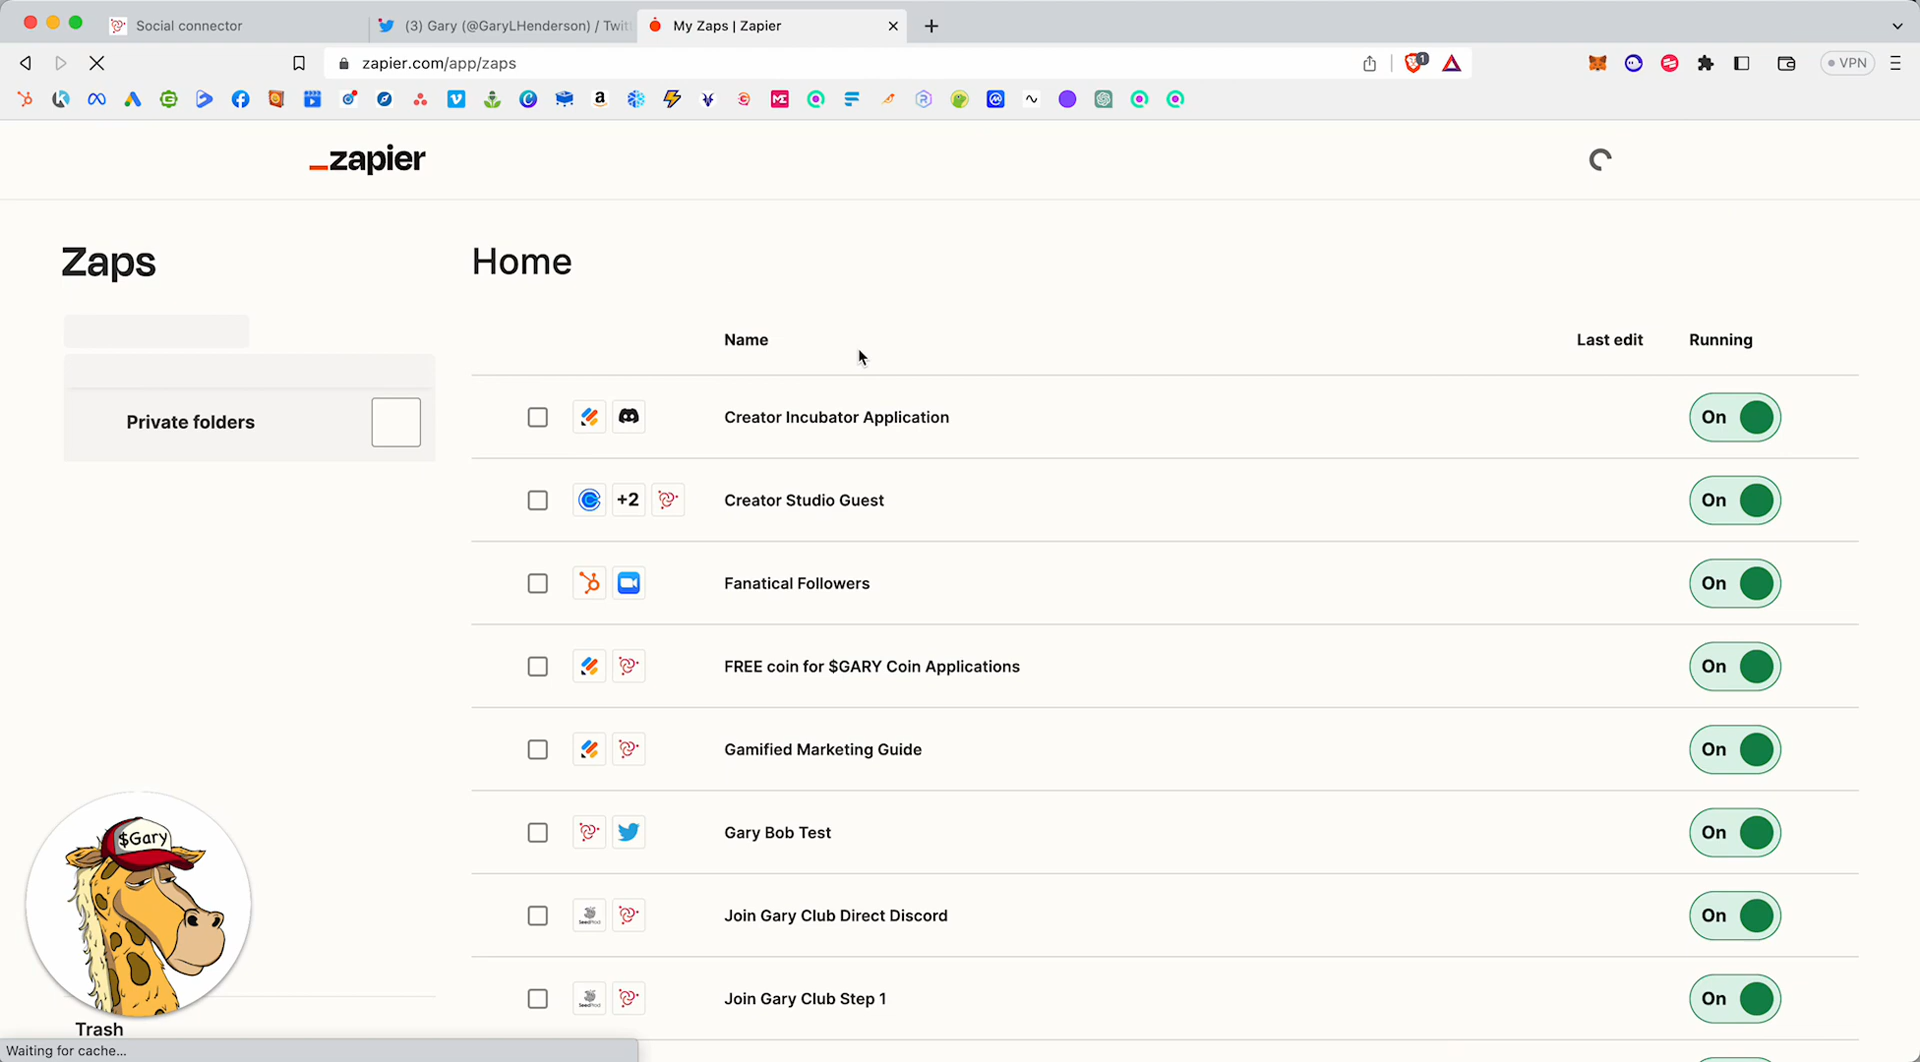 Social connector
(3) Gary (@GaryLHenderson) / Twitt
My Zaps | Zapier
zapier.com/app/zaps
1
VPN
_zapier
Zaps
Home
Name
Last edit
Running
Private folders
Creator Incubator Application
On
+2
Creator Studio Guest
On
Fanatical Followers
On
FREE coin for $GARY Coin Applications
On
Gamified Marketing Guide
On
Gary Bob Test
On
Join Gary Club Direct Discord
On
Join Gary Club Step 1
On
$Gary
Trash
Waiting for cache...